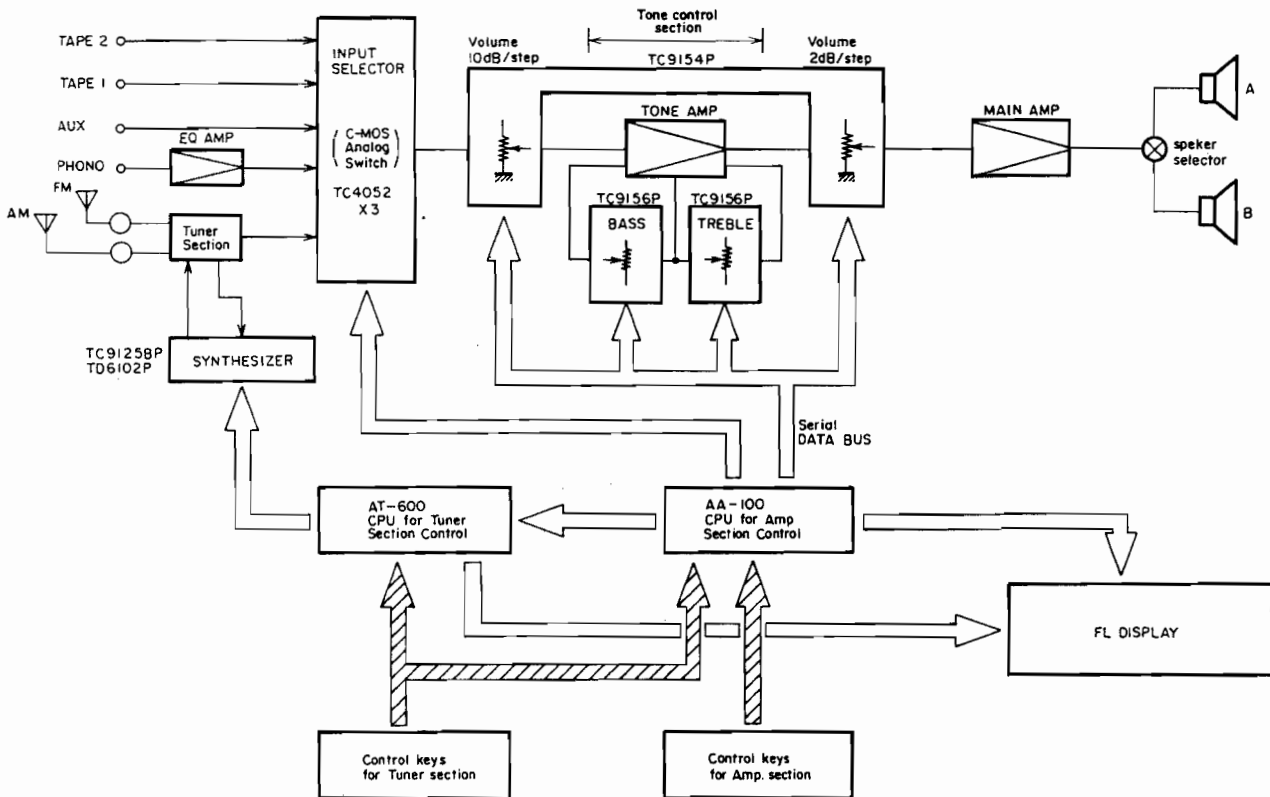 Tone control
section
Volume
10dB/step
TC9154P
Volume
2dB/step
TAPE 2
TAPE 1
AUX
PHONO
EQ AMP
FM
AM
Tuner
Section
INPUT
SELECTOR
( C-MOS
Analog
Switch )
TC4052
X3
TONE AMP
TC9156P
BASS
TC9156P
TREBLE
MAIN AMP
A
speker
selector
B
TC9125BP
TD6102P
SYNTHESIZER
Serial
DATA BUS
AT-600
CPU for Tuner
Section Control
AA-100
CPU for Amp
Section Control
FL DISPLAY
Control keys
for Tuner section
Control keys
for Amp. section